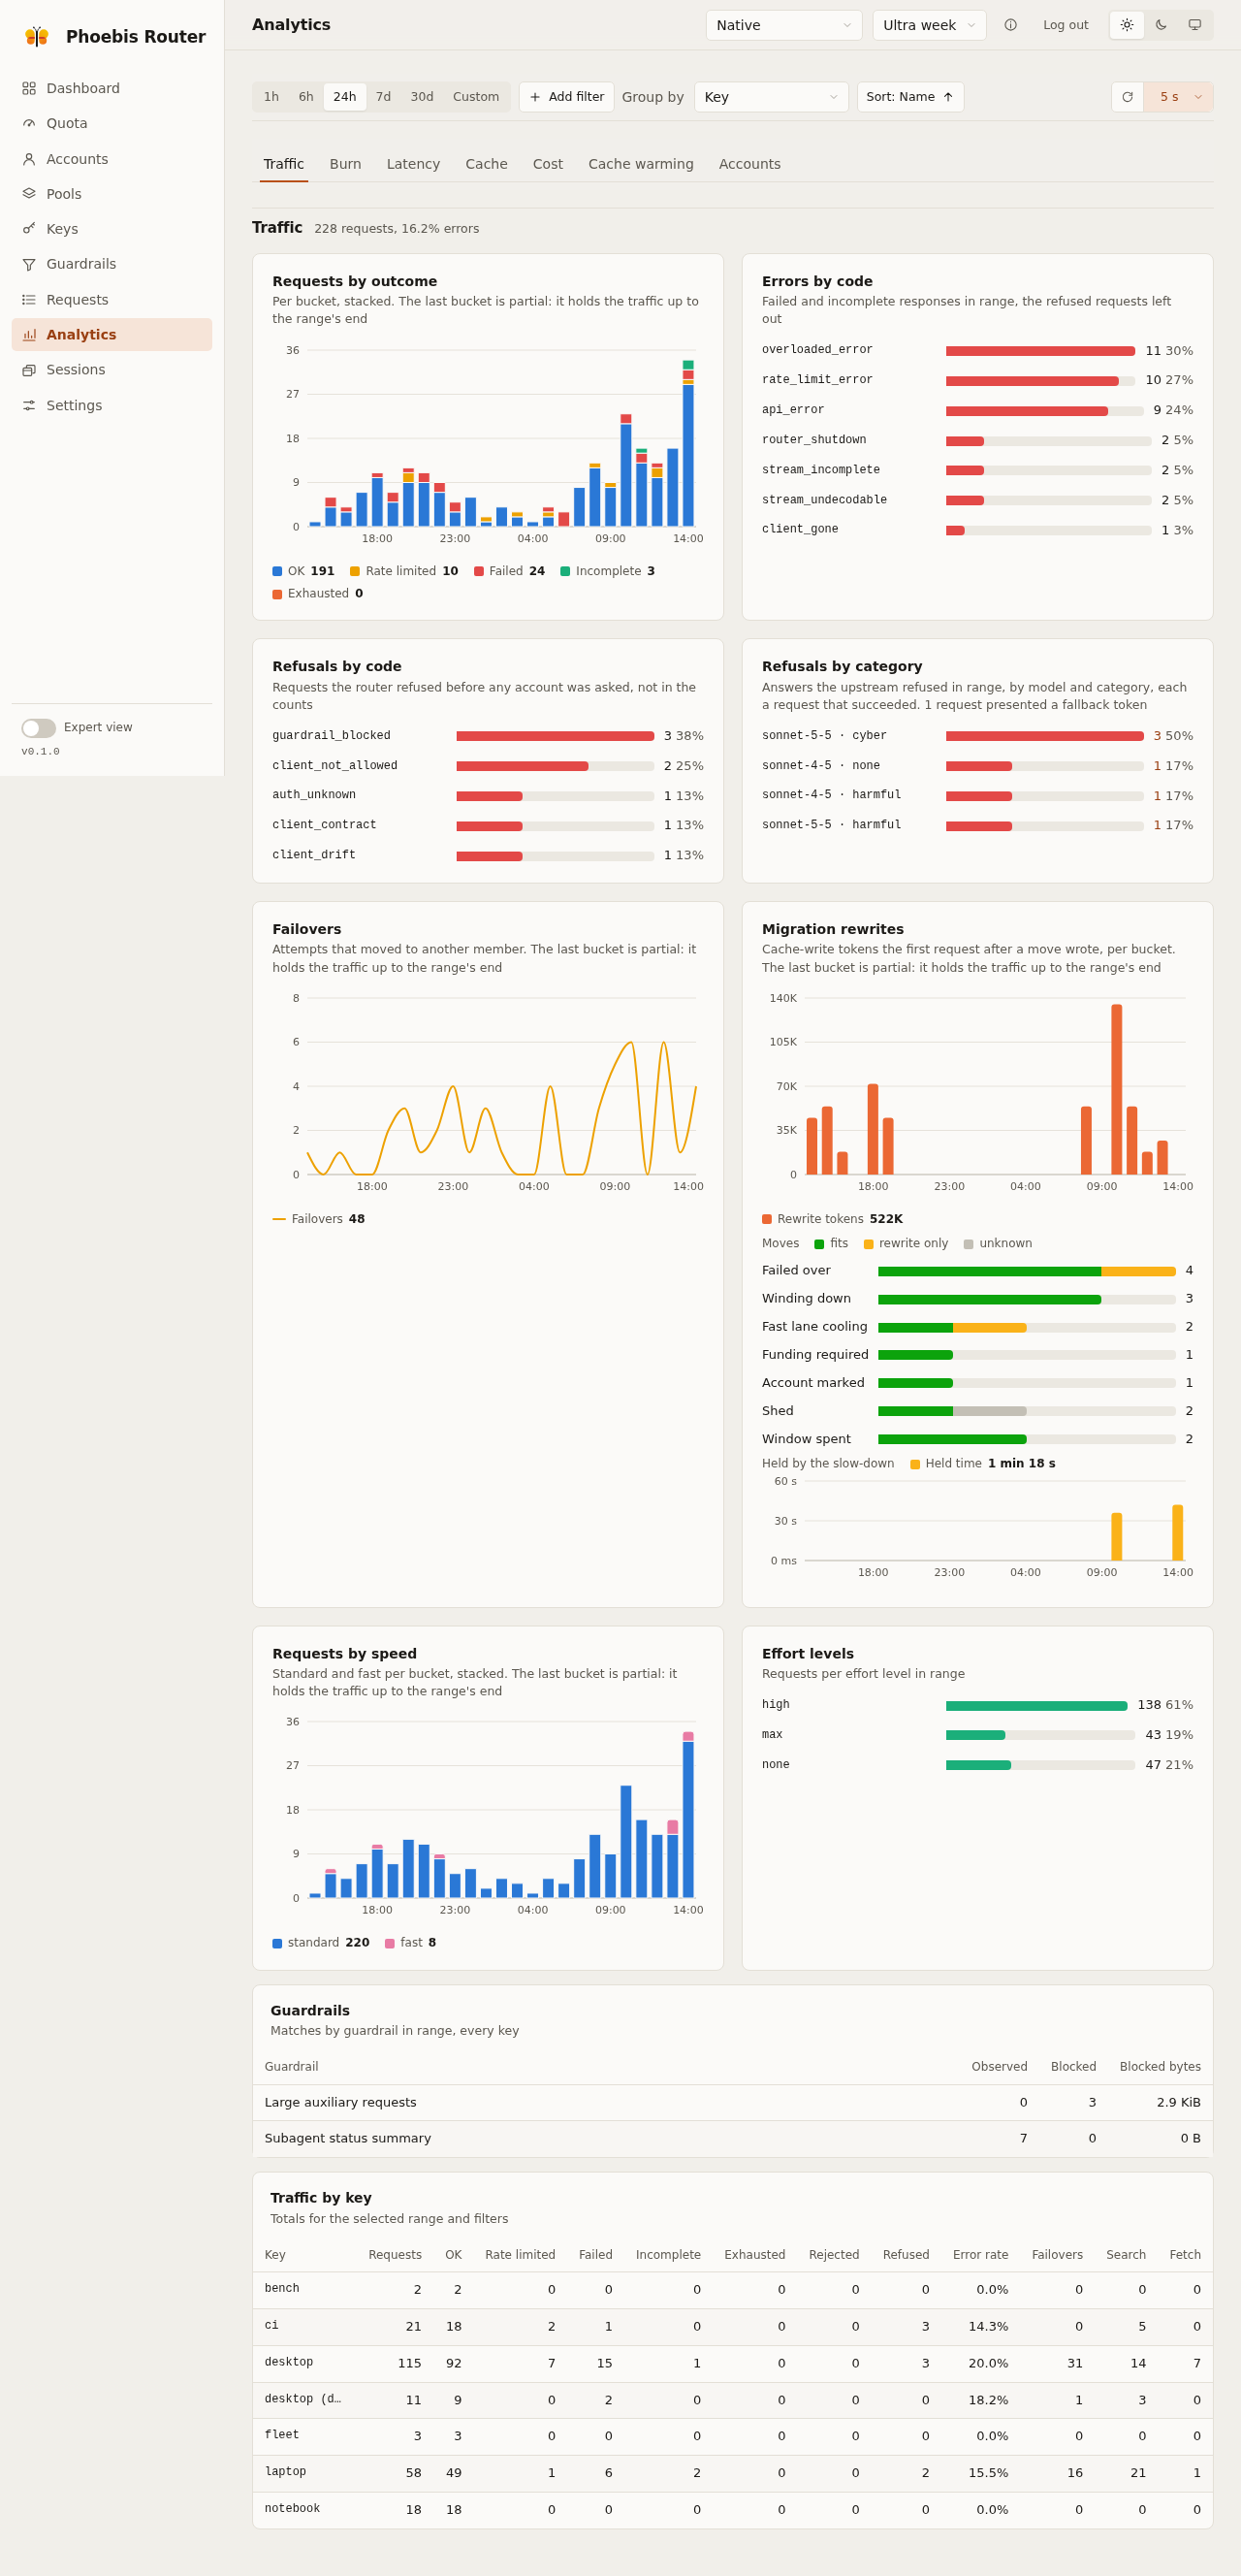 Phoebis Router
Dashboard
Quota
Accounts
Pools
Keys
Guardrails
Requests
Analytics
Sessions
Settings
Expert view
v0.1.0
Analytics
Native
Ultra week
Log out
1h 6h 24h 7d 30d Custom
Add filter
Group by
Key
Sort: Name
5 s
Traffic Burn Latency Cache Cost Cache warming Accounts
Traffic 228 requests, 16.2% errors
Requests by outcome
Per bucket, stacked. The last bucket is partial: it holds the traffic up to
the range's end
36
27
18
9
0
18:00 23:00 04:00 09:00 14:00
OK 191 Rate limited 10 Failed 24 Incomplete 3
Exhausted 0
Errors by code
Failed and incomplete responses in range, the refused requests left
out
overloaded_error 11 30%
rate_limit_error 10 27%
api_error 9 24%
router_shutdown 2 5%
stream_incomplete 2 5%
stream_undecodable 2 5%
client_gone 1 3%
Refusals by code
Requests the router refused before any account was asked, not in the
counts
guardrail_blocked 3 38%
client_not_allowed 2 25%
auth_unknown 1 13%
client_contract 1 13%
client_drift 1 13%
Refusals by category
Answers the upstream refused in range, by model and category, each
a request that succeeded. 1 request presented a fallback token
sonnet-5-5 · cyber 3 50%
sonnet-4-5 · none 1 17%
sonnet-4-5 · harmful 1 17%
sonnet-5-5 · harmful 1 17%
Failovers
Attempts that moved to another member. The last bucket is partial: it
holds the traffic up to the range's end
8
6
4
2
0
18:00 23:00 04:00 09:00 14:00
Failovers 48
Migration rewrites
Cache-write tokens the first request after a move wrote, per bucket.
The last bucket is partial: it holds the traffic up to the range's end
140K
105K
70K
35K
0
18:00 23:00 04:00 09:00 14:00
Rewrite tokens 522K
Moves fits rewrite only unknown
Failed over 4
Winding down 3
Fast lane cooling 2
Funding required 1
Account marked 1
Shed 2
Window spent 2
Held by the slow-down Held time 1 min 18 s
60 s
30 s
0 ms
18:00 23:00 04:00 09:00 14:00
Requests by speed
Standard and fast per bucket, stacked. The last bucket is partial: it
holds the traffic up to the range's end
36
27
18
9
0
18:00 23:00 04:00 09:00 14:00
standard 220 fast 8
Effort levels
Requests per effort level in range
high 138 61%
max 43 19%
none 47 21%
Guardrails
Matches by guardrail in range, every key
Guardrail Observed Blocked Blocked bytes
Large auxiliary requests 0 3 2.9 KiB
Subagent status summary 7 0 0 B
Traffic by key
Totals for the selected range and filters
Key Requests OK Rate limited Failed Incomplete Exhausted Rejected Refused Error rate Failovers Search Fetch
bench 2 2 0 0 0 0 0 0 0.0% 0 0 0
ci 21 18 2 1 0 0 0 3 14.3% 0 5 0
desktop 115 92 7 15 1 0 0 3 20.0% 31 14 7
desktop (d… 11 9 0 2 0 0 0 0 18.2% 1 3 0
fleet 3 3 0 0 0 0 0 0 0.0% 0 0 0
laptop 58 49 1 6 2 0 0 2 15.5% 16 21 1
notebook 18 18 0 0 0 0 0 0 0.0% 0 0 0